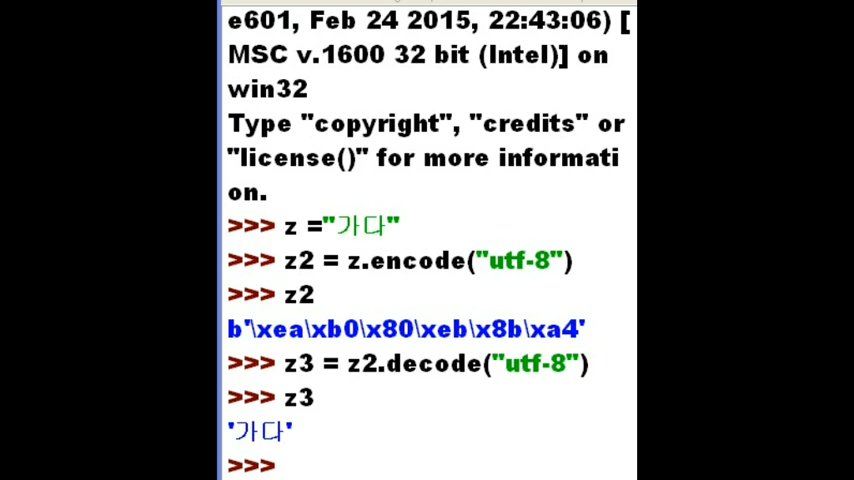 e601, Feb 24 2015, 22:43:06) [
MSC v.1600 32 bit (Intel)] on
win32
Type "copyright", "credits" or
"license()" for more informati
on.
>>> z ="가다"
>>> z2 = z.encode("utf-8")
>>> z2
b'\xea\xb0\x80\xeb\x8b\xa4'
>>> z3 = z2.decode("utf-8")
>>> z3
'가다'
>>>